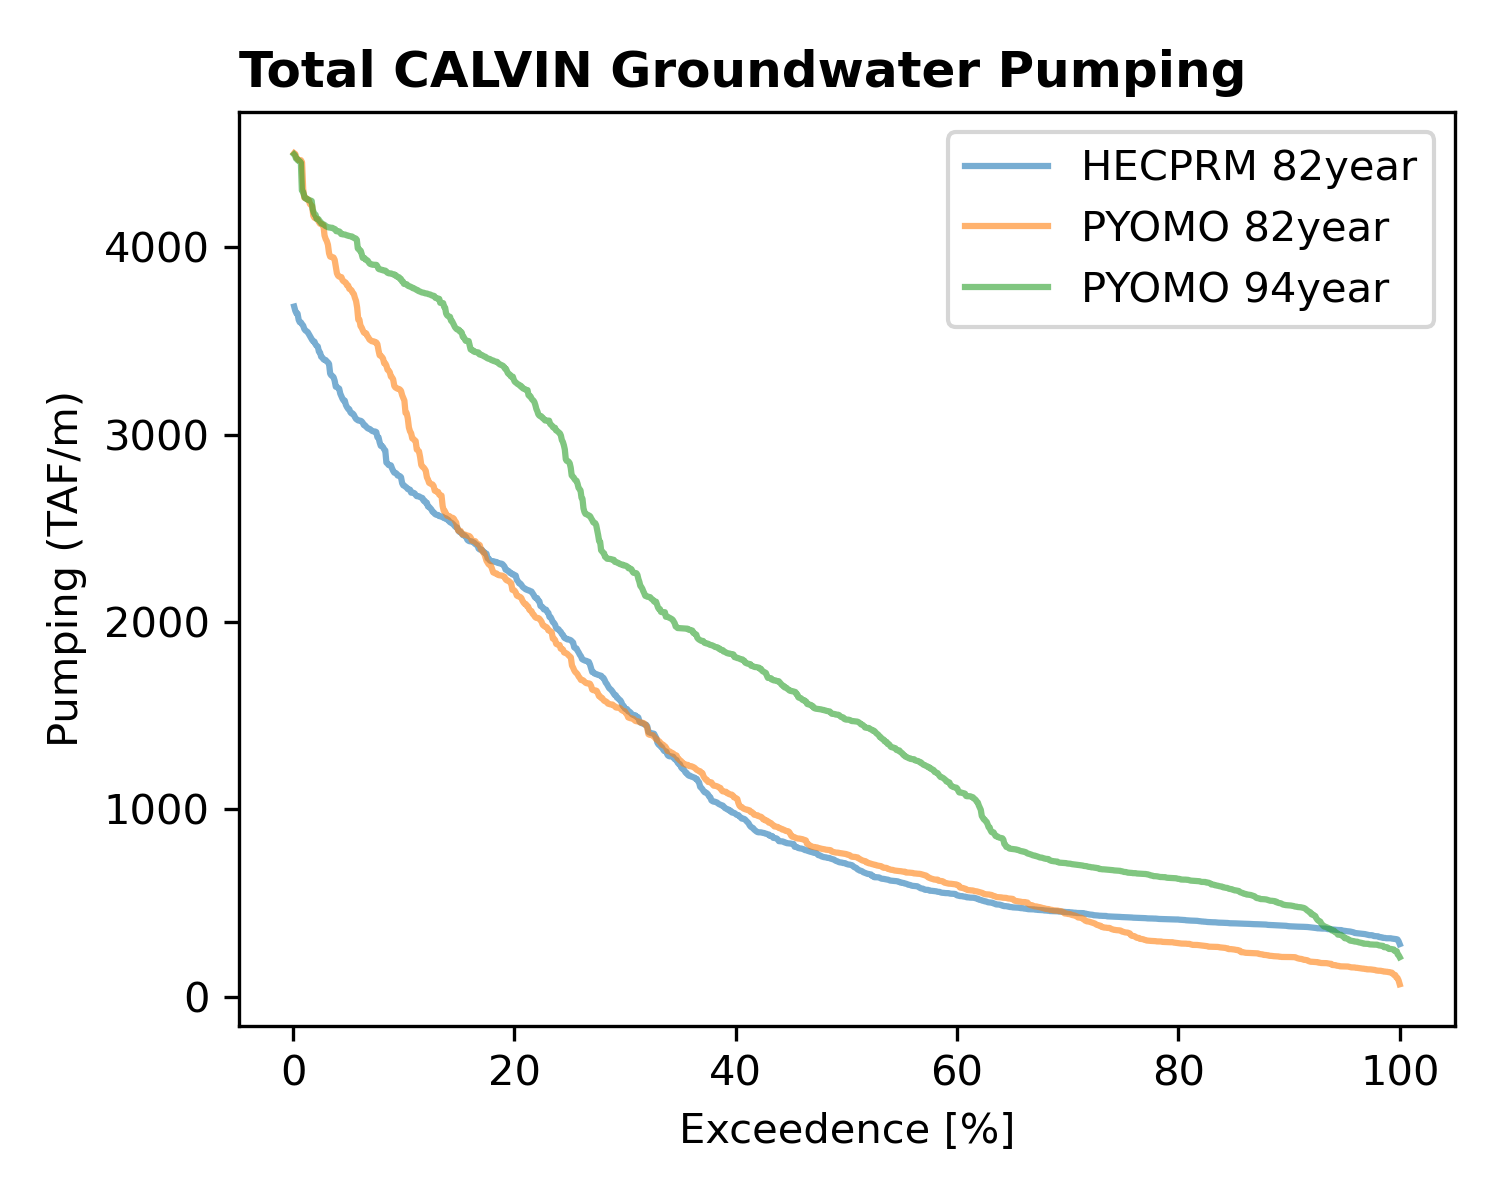 Total CALVIN Groundwater Pumping
HECPRM 82year
PYOMO 82year
PYOMO 94year
Pumping (TAF/m)
4000
3000
2000
1000
0
0 20 40 60 80 100
Exceedence [%]